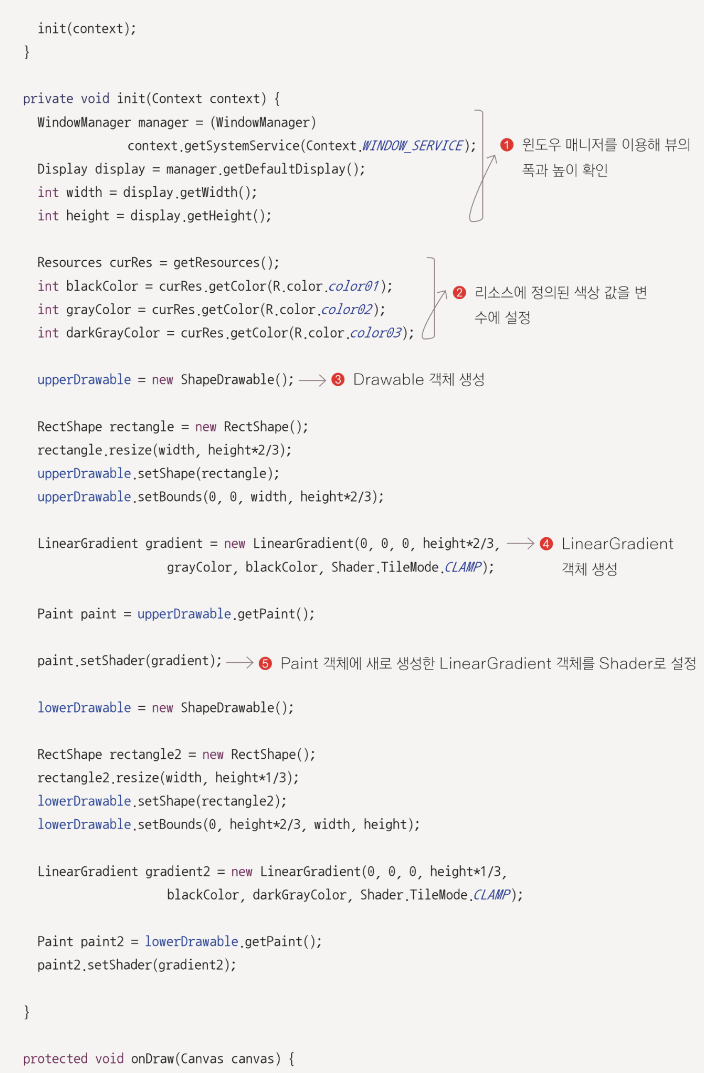 init(context);
}
private void init(Context context) {
WindowManager manager = (WindowManager)
context.getSystemService(Context.WINDOW_SERVICE);
❶ 윈도우 매니저를 이용해 뷰의
폭과 높이 확인
Display display = manager.getDefaultDisplay();
int width = display.getWidth();
int height = display.getHeight();
Resources curRes = getResources();
int blackColor = curRes.getColor(R.color.color01);
int grayColor = curRes.getColor(R.color.color02);
int darkGrayColor = curRes.getColor(R.color.color03);
❷ 리소스에 정의된 색상 값을 변
수에 설정
upperDrawable = new ShapeDrawable(); ❸ Drawable 객체 생성
RectShape rectangle = new RectShape();
rectangle.resize(width, height*2/3);
upperDrawable.setShape(rectangle);
upperDrawable.setBounds(0, 0, width, height*2/3);
LinearGradient gradient = new LinearGradient(0, 0, 0, height*2/3,
grayColor, blackColor, Shader.TileMode.CLAMP);
❹ LinearGradient
객체 생성
Paint paint = upperDrawable.getPaint();
paint.setShader(gradient); ❺ Paint 객체에 새로 생성한 LinearGradient 객체를 Shader로 설정
lowerDrawable = new ShapeDrawable();
RectShape rectangle2 = new RectShape();
rectangle2.resize(width, height*1/3);
lowerDrawable.setShape(rectangle2);
lowerDrawable.setBounds(0, height*2/3, width, height);
LinearGradient gradient2 = new LinearGradient(0, 0, 0, height*1/3,
blackColor, darkGrayColor, Shader.TileMode.CLAMP);
Paint paint2 = lowerDrawable.getPaint();
paint2.setShader(gradient2);
}
protected void onDraw(Canvas canvas) {